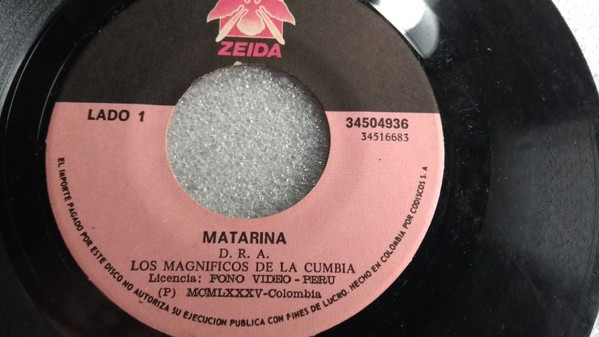 ZEIDA
LADO 1
34504936
34516683
MATARINA
D. R. A.
LOS MAGNIFICOS DE LA CUMBIA
Licencia: FONO VIDEO - PERU
(P) MCMLXXXV-Colombia
EL IMPORTE PAGADO POR ESTE DISCO NO AUTORIZA SU EJECUCION PUBLICA CON FINES DE LUCRO. HECHO EN COLOMBIA POR CODISCOS S. A